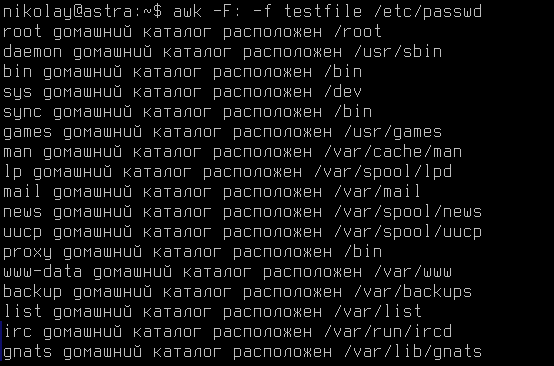 nikolay@astra:~$ awk -F: -f testfile /etc/passwd
root домашний каталог расположен /root
daemon домашний каталог расположен /usr/sbin
bin домашний каталог расположен /bin
sys домашний каталог расположен /dev
sync домашний каталог расположен /bin
games домашний каталог расположен /usr/games
man домашний каталог расположен /var/cache/man
lp домашний каталог расположен /var/spool/lpd
mail домашний каталог расположен /var/mail
news домашний каталог расположен /var/spool/news
uucp домашний каталог расположен /var/spool/uucp
proxy домашний каталог расположен /bin
www-data домашний каталог расположен /var/www
backup домашний каталог расположен /var/backups
list домашний каталог расположен /var/list
irc домашний каталог расположен /var/run/ircd
gnats домашний каталог расположен /var/lib/gnats